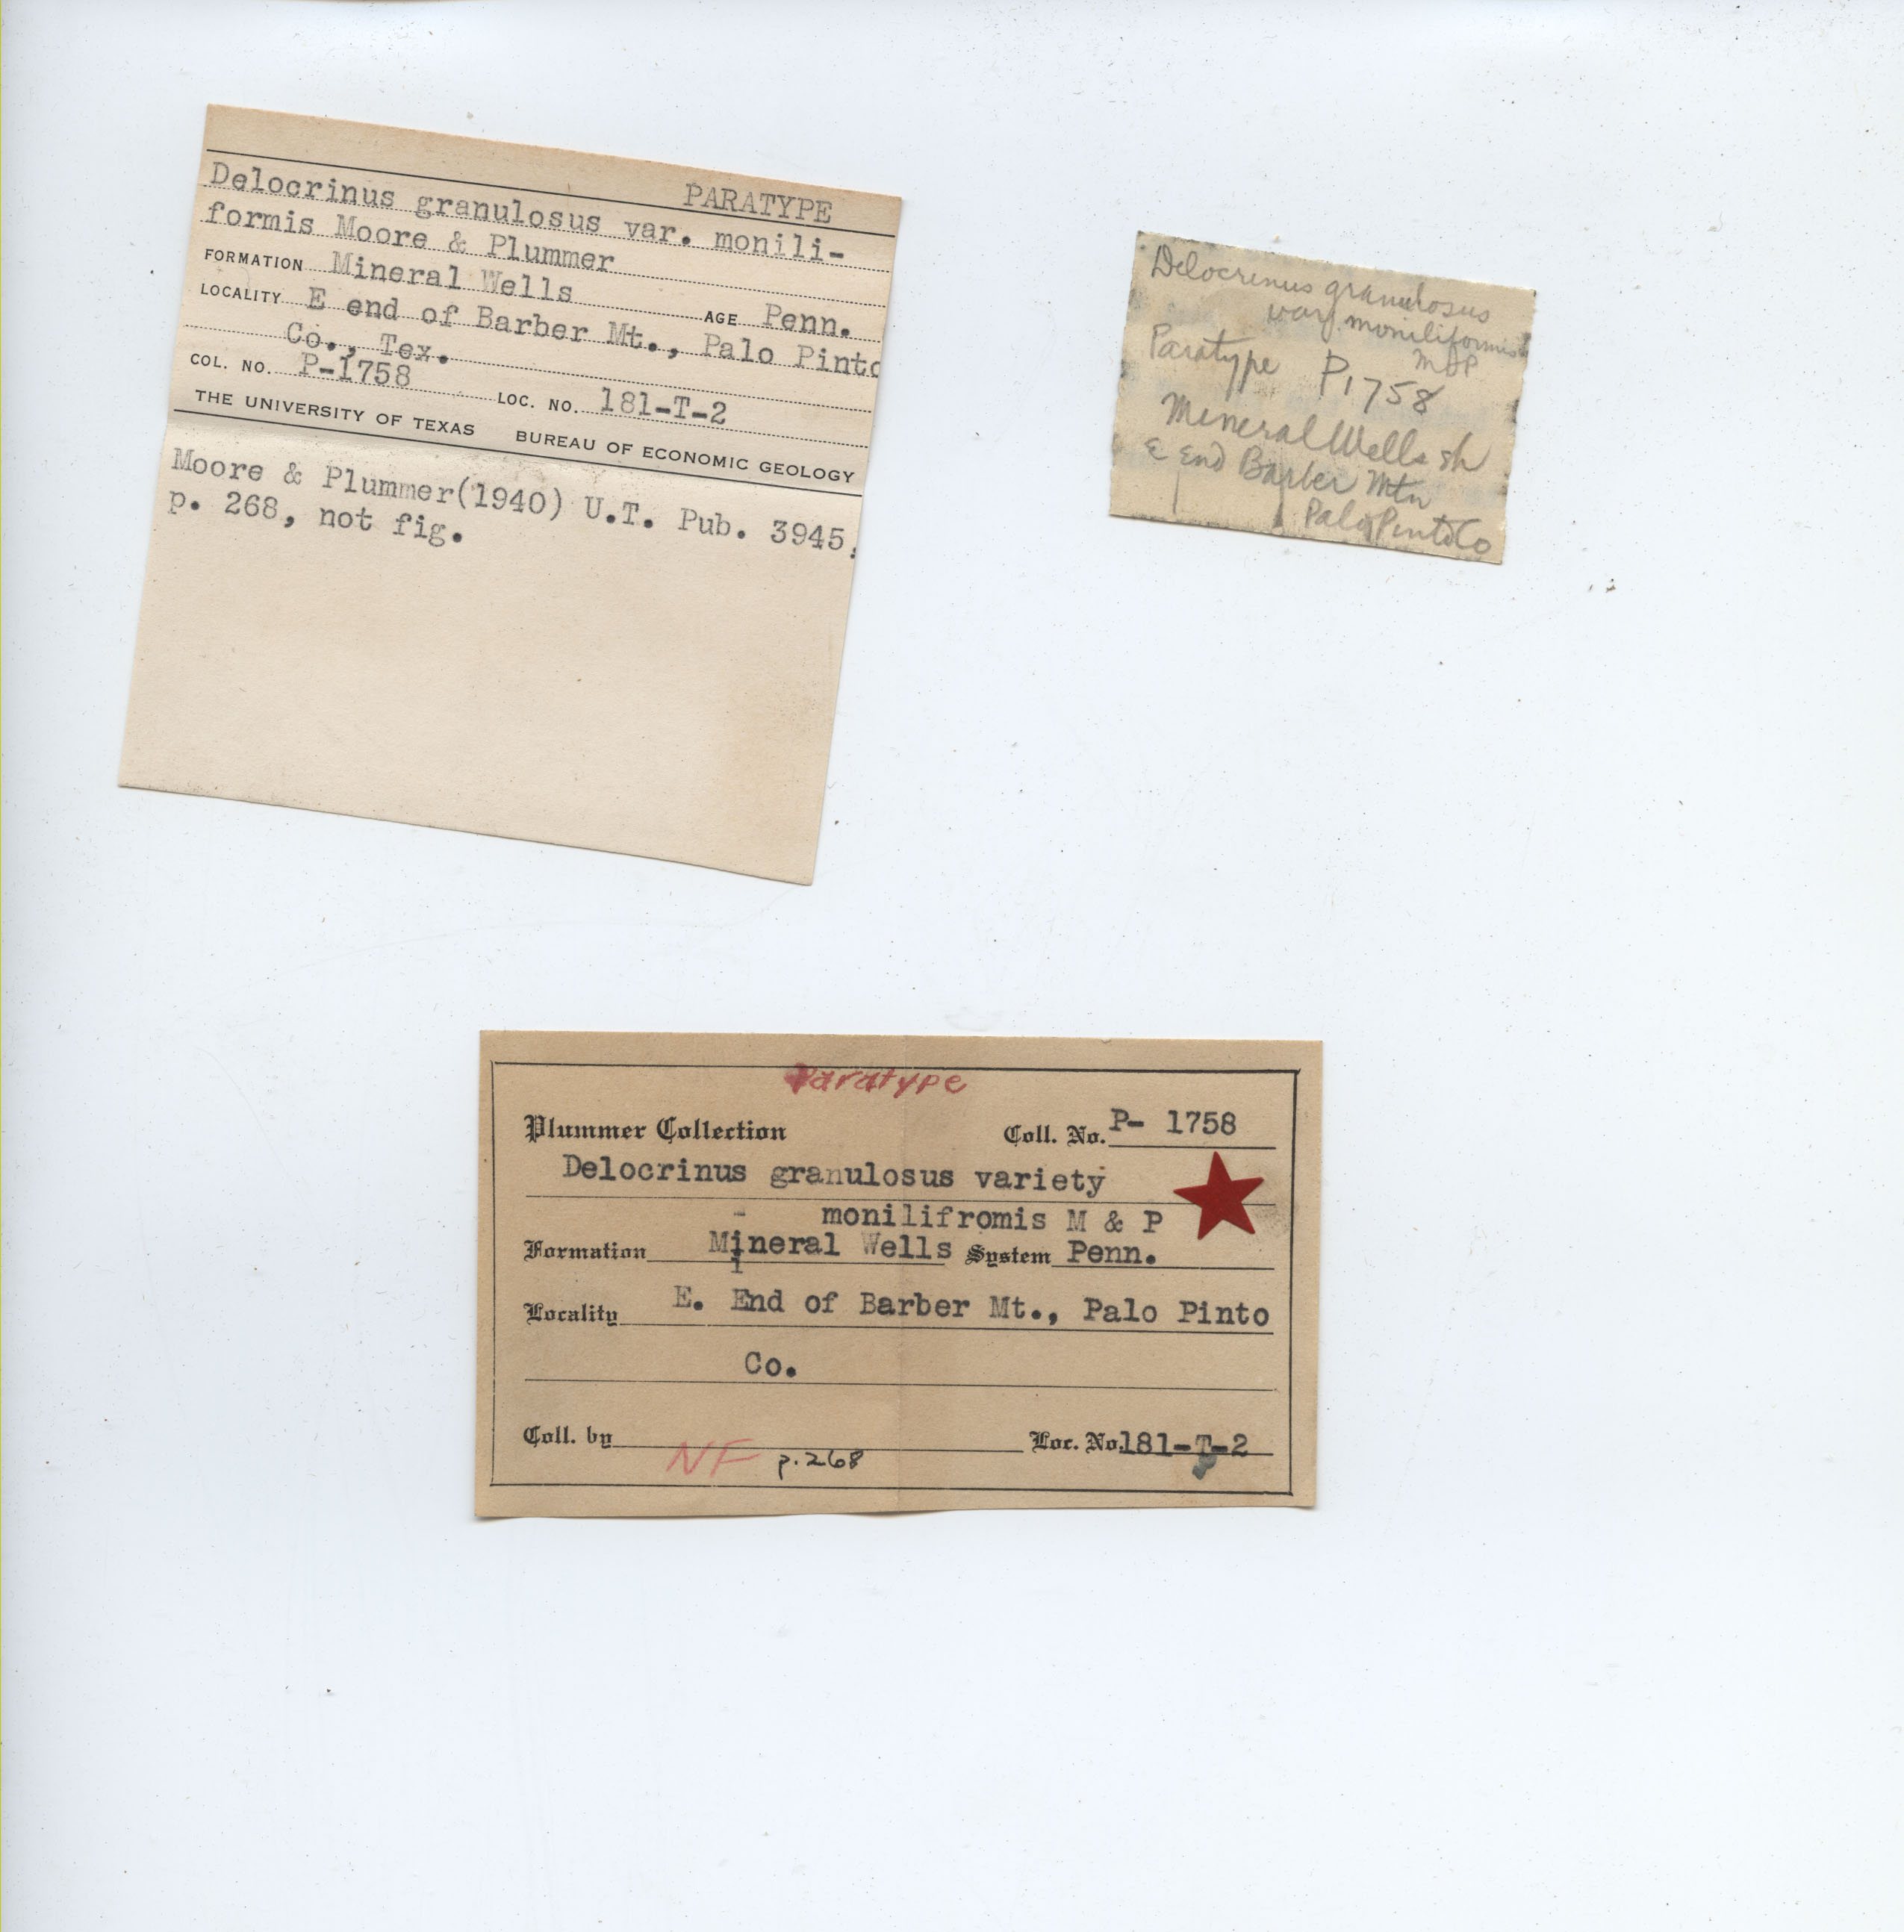 PARATYPE
Delocrinus granulosus var. monili-
formis Moore & Plummer
FORMATION Mineral Wells AGE Penn.
LOCALITY E end of Barber Mt., Palo Pinto
Co., Tex.
COL. NO. P-1758 LOC. NO. 181-T-2
THE UNIVERSITY OF TEXAS BUREAU OF ECONOMIC GEOLOGY
Moore & Plummer(1940) U.T. Pub. 3945,
p. 268, not fig.
Delocrinus granulosus
var moniliformis
M&P
Paratype P1758
Mineral Wells sh
E End Barber Mtn
Palo Pinto Co
Paratype
Plummer Collection Coll. No. P- 1758
Delocrinus granulosus variety
monilifromis M & P
Formation Mineral Wells System Penn.
Locality E. End of Barber Mt., Palo Pinto
Co.
Coll. by Loc. No. 181-T-2
NF p.268